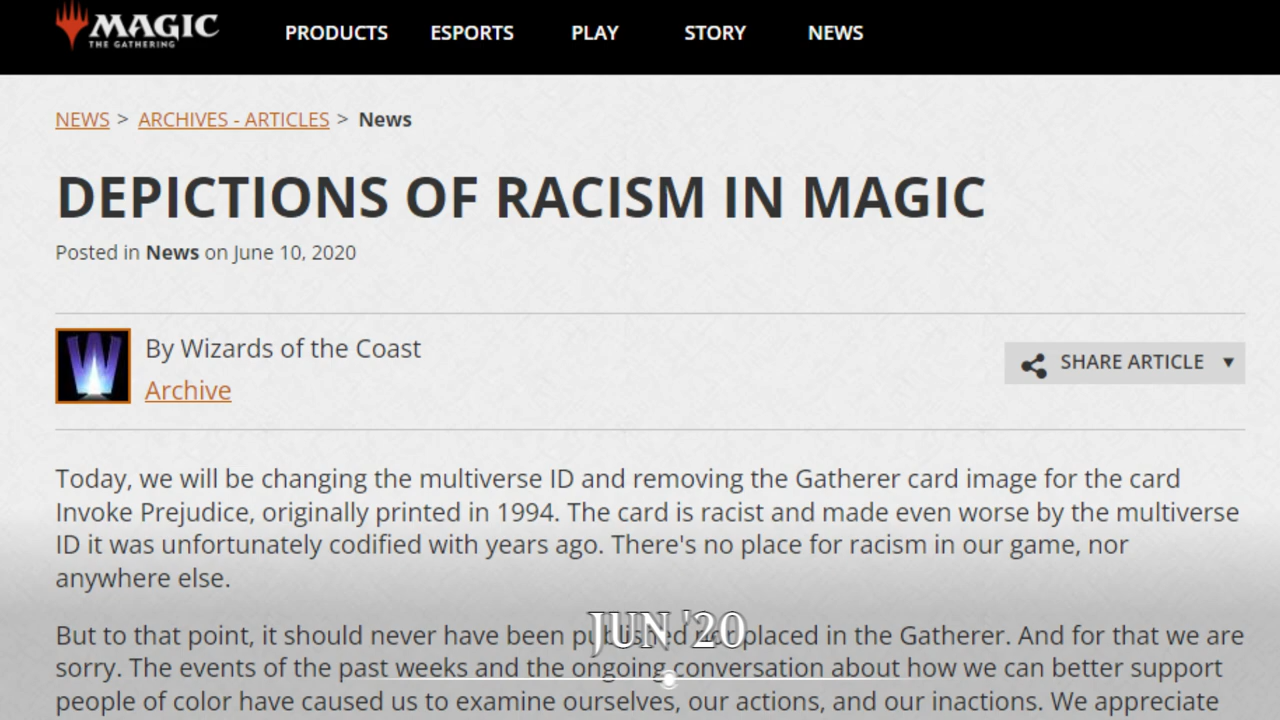 MAGIC
THE GATHERING
PRODUCTS ESPORTS PLAY STORY NEWS
NEWS > ARCHIVES - ARTICLES > News
DEPICTIONS OF RACISM IN MAGIC
Posted in News on June 10, 2020
W
By Wizards of the Coast
Archive
SHARE ARTICLE
Today, we will be changing the multiverse ID and removing the Gatherer card image for the card
Invoke Prejudice, originally printed in 1994. The card is racist and made even worse by the multiverse
ID it was unfortunately codified with years ago. There's no place for racism in our game, nor
anywhere else.
But to that point, it should never have been published nor placed in the Gatherer. And for that we are
JUN '20
sorry. The events of the past weeks and the ongoing conversation about how we can better support
people of color have caused us to examine ourselves, our actions, and our inactions. We appreciate